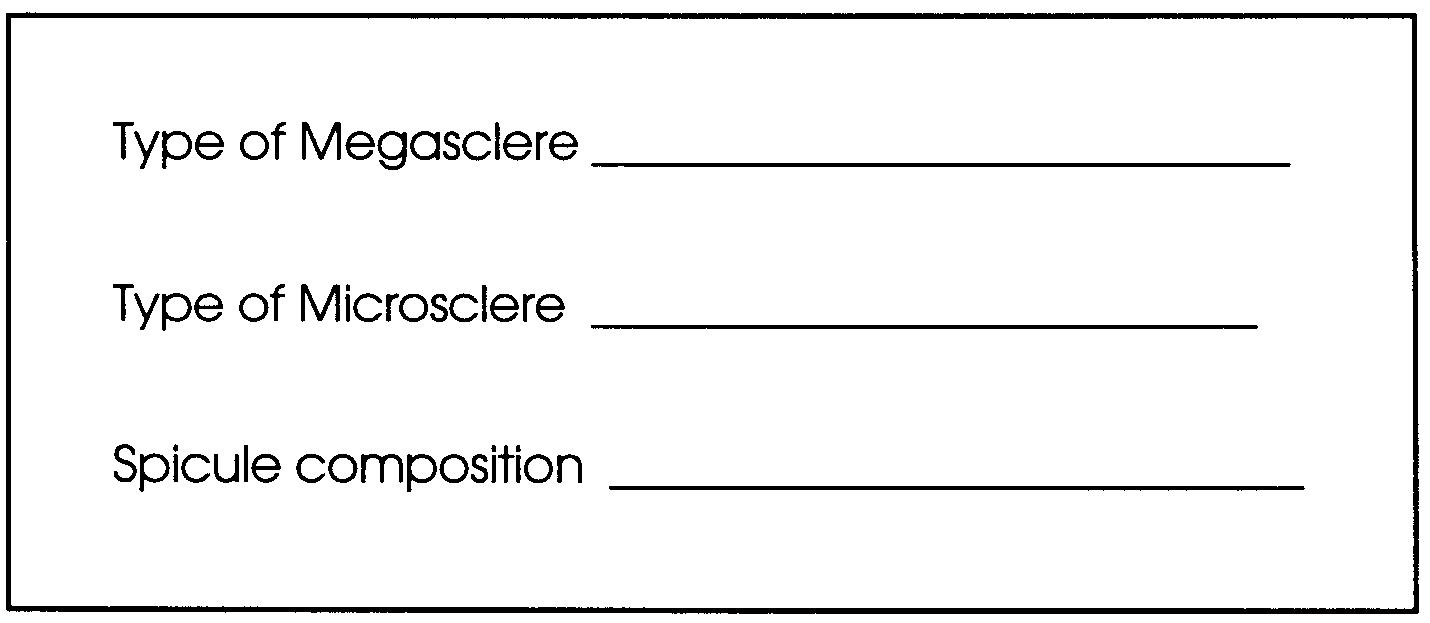 Type of Megasclere
Type of Microsclere
Spicule composition